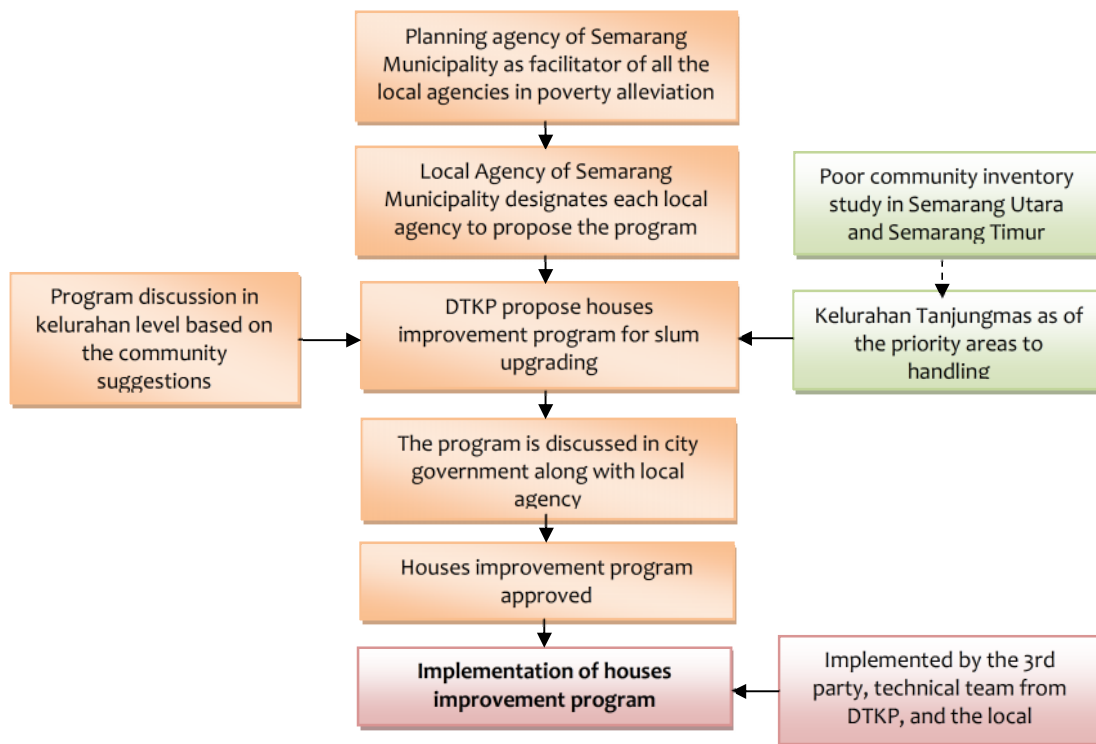 Planning agency of Semarang
Municipality as facilitator of all the
local agencies in poverty alleviation
Local Agency of Semarang
Municipality designates each local
agency to propose the program
Poor community inventory
study in Semarang Utara
and Semarang Timur
Program discussion in
kelurahan level based on
the community
suggestions
DTKP propose houses
improvement program for slum
upgrading
Kelurahan Tanjungmas as of
the priority areas to
handling
The program is discussed in city
government along with local
agency
Houses improvement program
approved
Implementation of houses
improvement program
Implemented by the 3rd
party, technical team from
DTKP, and the local